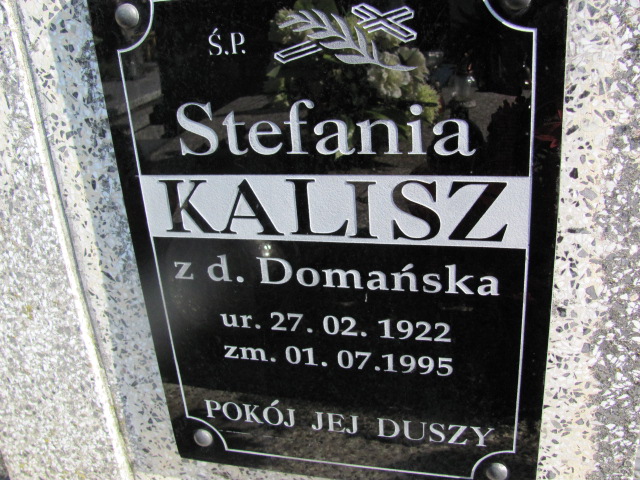 Ś.P.
Stefania
KALISZ
z d. Domańska
ur. 27. 02. 1922
zm. 01. 07.1995
POKÓJ JEJ DUSZY